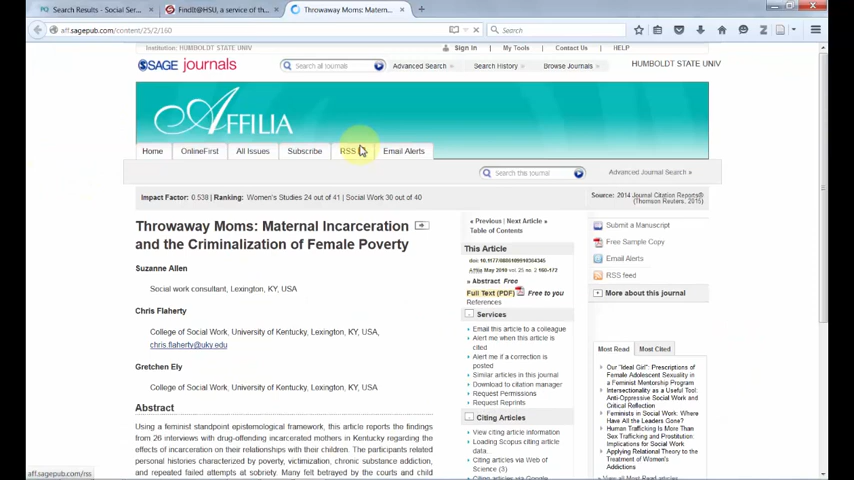 Search Results - Social Ser...
FindIt@HSU, a service of th...
Throwaway Moms: Matern...
aff.sagepub.com/content/25/2/160
Search
Institution: HUMBOLDT STATE UNIV
Sign In
My Tools
Contact Us
HELP
SAGE journals
Search all journals
Advanced Search »
Search History »
Browse Journals »
HUMBOLDT STATE UNIV
AFFILIA
Home
OnlineFirst
All Issues
Subscribe
RSS
Email Alerts
Search this journal
Advanced Journal Search »
Impact Factor: 0.538 | Ranking: Women's Studies 24 out of 41 | Social Work 30 out of 40
Source: 2014 Journal Citation Reports®
(Thomson Reuters, 2015)
Throwaway Moms: Maternal Incarceration
and the Criminalization of Female Poverty
Suzanne Allen
Social work consultant, Lexington, KY, USA
Chris Flaherty
College of Social Work, University of Kentucky, Lexington, KY, USA,
chris.flaherty@uky.edu
Gretchen Ely
College of Social Work, University of Kentucky, Lexington, KY, USA
Abstract
Using a feminist standpoint epistemological framework, this article reports the findings
from 26 interviews with drug-offending incarcerated mothers in Kentucky regarding the
effects of incarceration on their relationships with their children. The participants related
personal histories characterized by poverty, victimization, chronic substance addiction,
and repeated failed attempts at sobriety. Many felt betrayed by the courts and child
« Previous | Next Article »
Table of Contents
This Article
doi: 10.1177/0886109910364345
Affilia May 2010 vol. 25 no. 2 160-172
» Abstract Free
Full Text (PDF) Free to you
References
Services
Email this article to a colleague
Alert me when this article is
cited
Alert me if a correction is
posted
Similar articles in this journal
Download to citation manager
Request Permissions
Request Reprints
Citing Articles
View citing article information
Loading Scopus citing article
data...
Citing articles via Web of
Science (3)
Citing articles via Google
Submit a Manuscript
Free Sample Copy
Email Alerts
RSS feed
More about this journal
Most Read
Most Cited
Our "Ideal Girl": Prescriptions of
Female Adolescent Sexuality in
a Feminist Mentorship Program
Intersectionality as a Useful Tool:
Anti-Oppressive Social Work and
Critical Reflection
Feminists in Social Work: Where
Have All the Leaders Gone?
Human Trafficking Is More Than
Sex Trafficking and Prostitution:
Implications for Social Work
Applying Relational Theory to the
Treatment of Women's
Addictions
» View all Most Read articles
aff.sagepub.com/rss